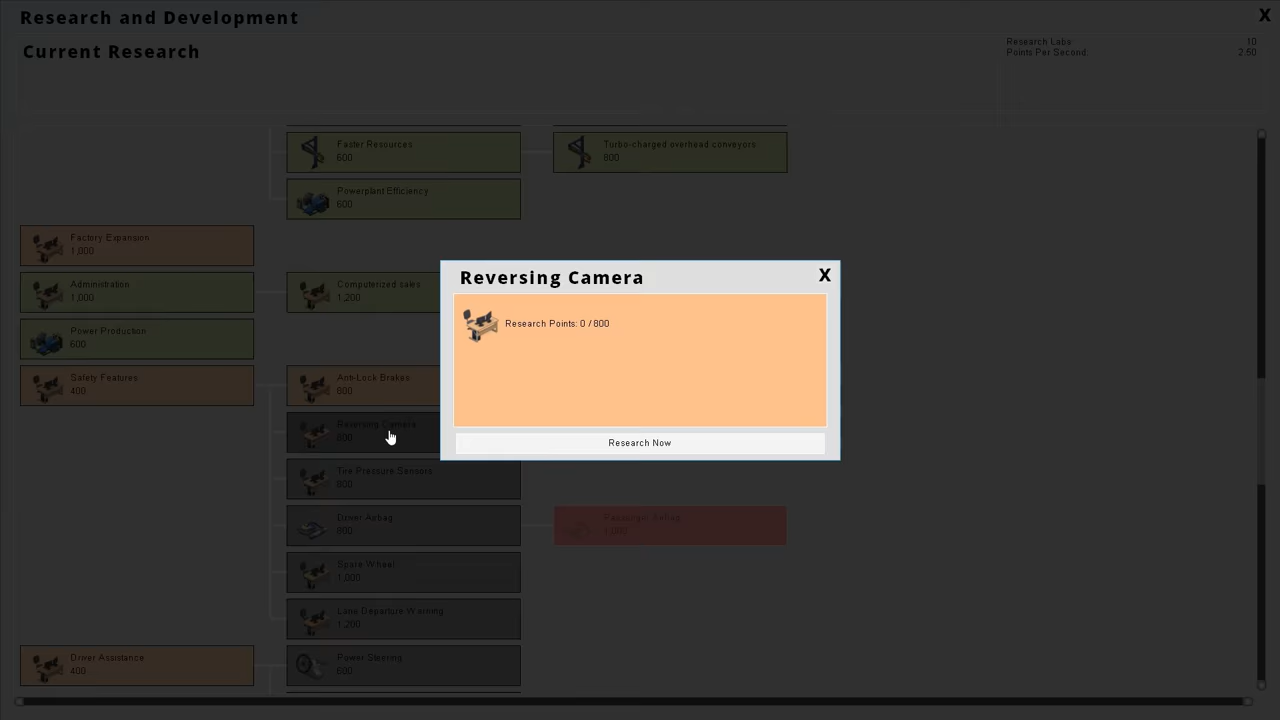 Research and Development
X
Current Research
Research Labs: 10
Points Per Second: 2.50
Faster Resources
600
Turbo-charged overhead conveyors
800
Powerplant Efficiency
600
Factory Expansion
1,000
Administration
1,000
Computerized sales
1,200
Power Production
600
Safety Features
400
Anti-Lock Brakes
800
Reversing Camera
800
Tire Pressure Sensors
800
Driver Airbag
800
Passenger Airbag
1,000
Spare Wheel
1,000
Lane Departure Warning
1,200
Driver Assistance
400
Power Steering
600
Reversing Camera
X
Research Points: 0 / 800
Research Now